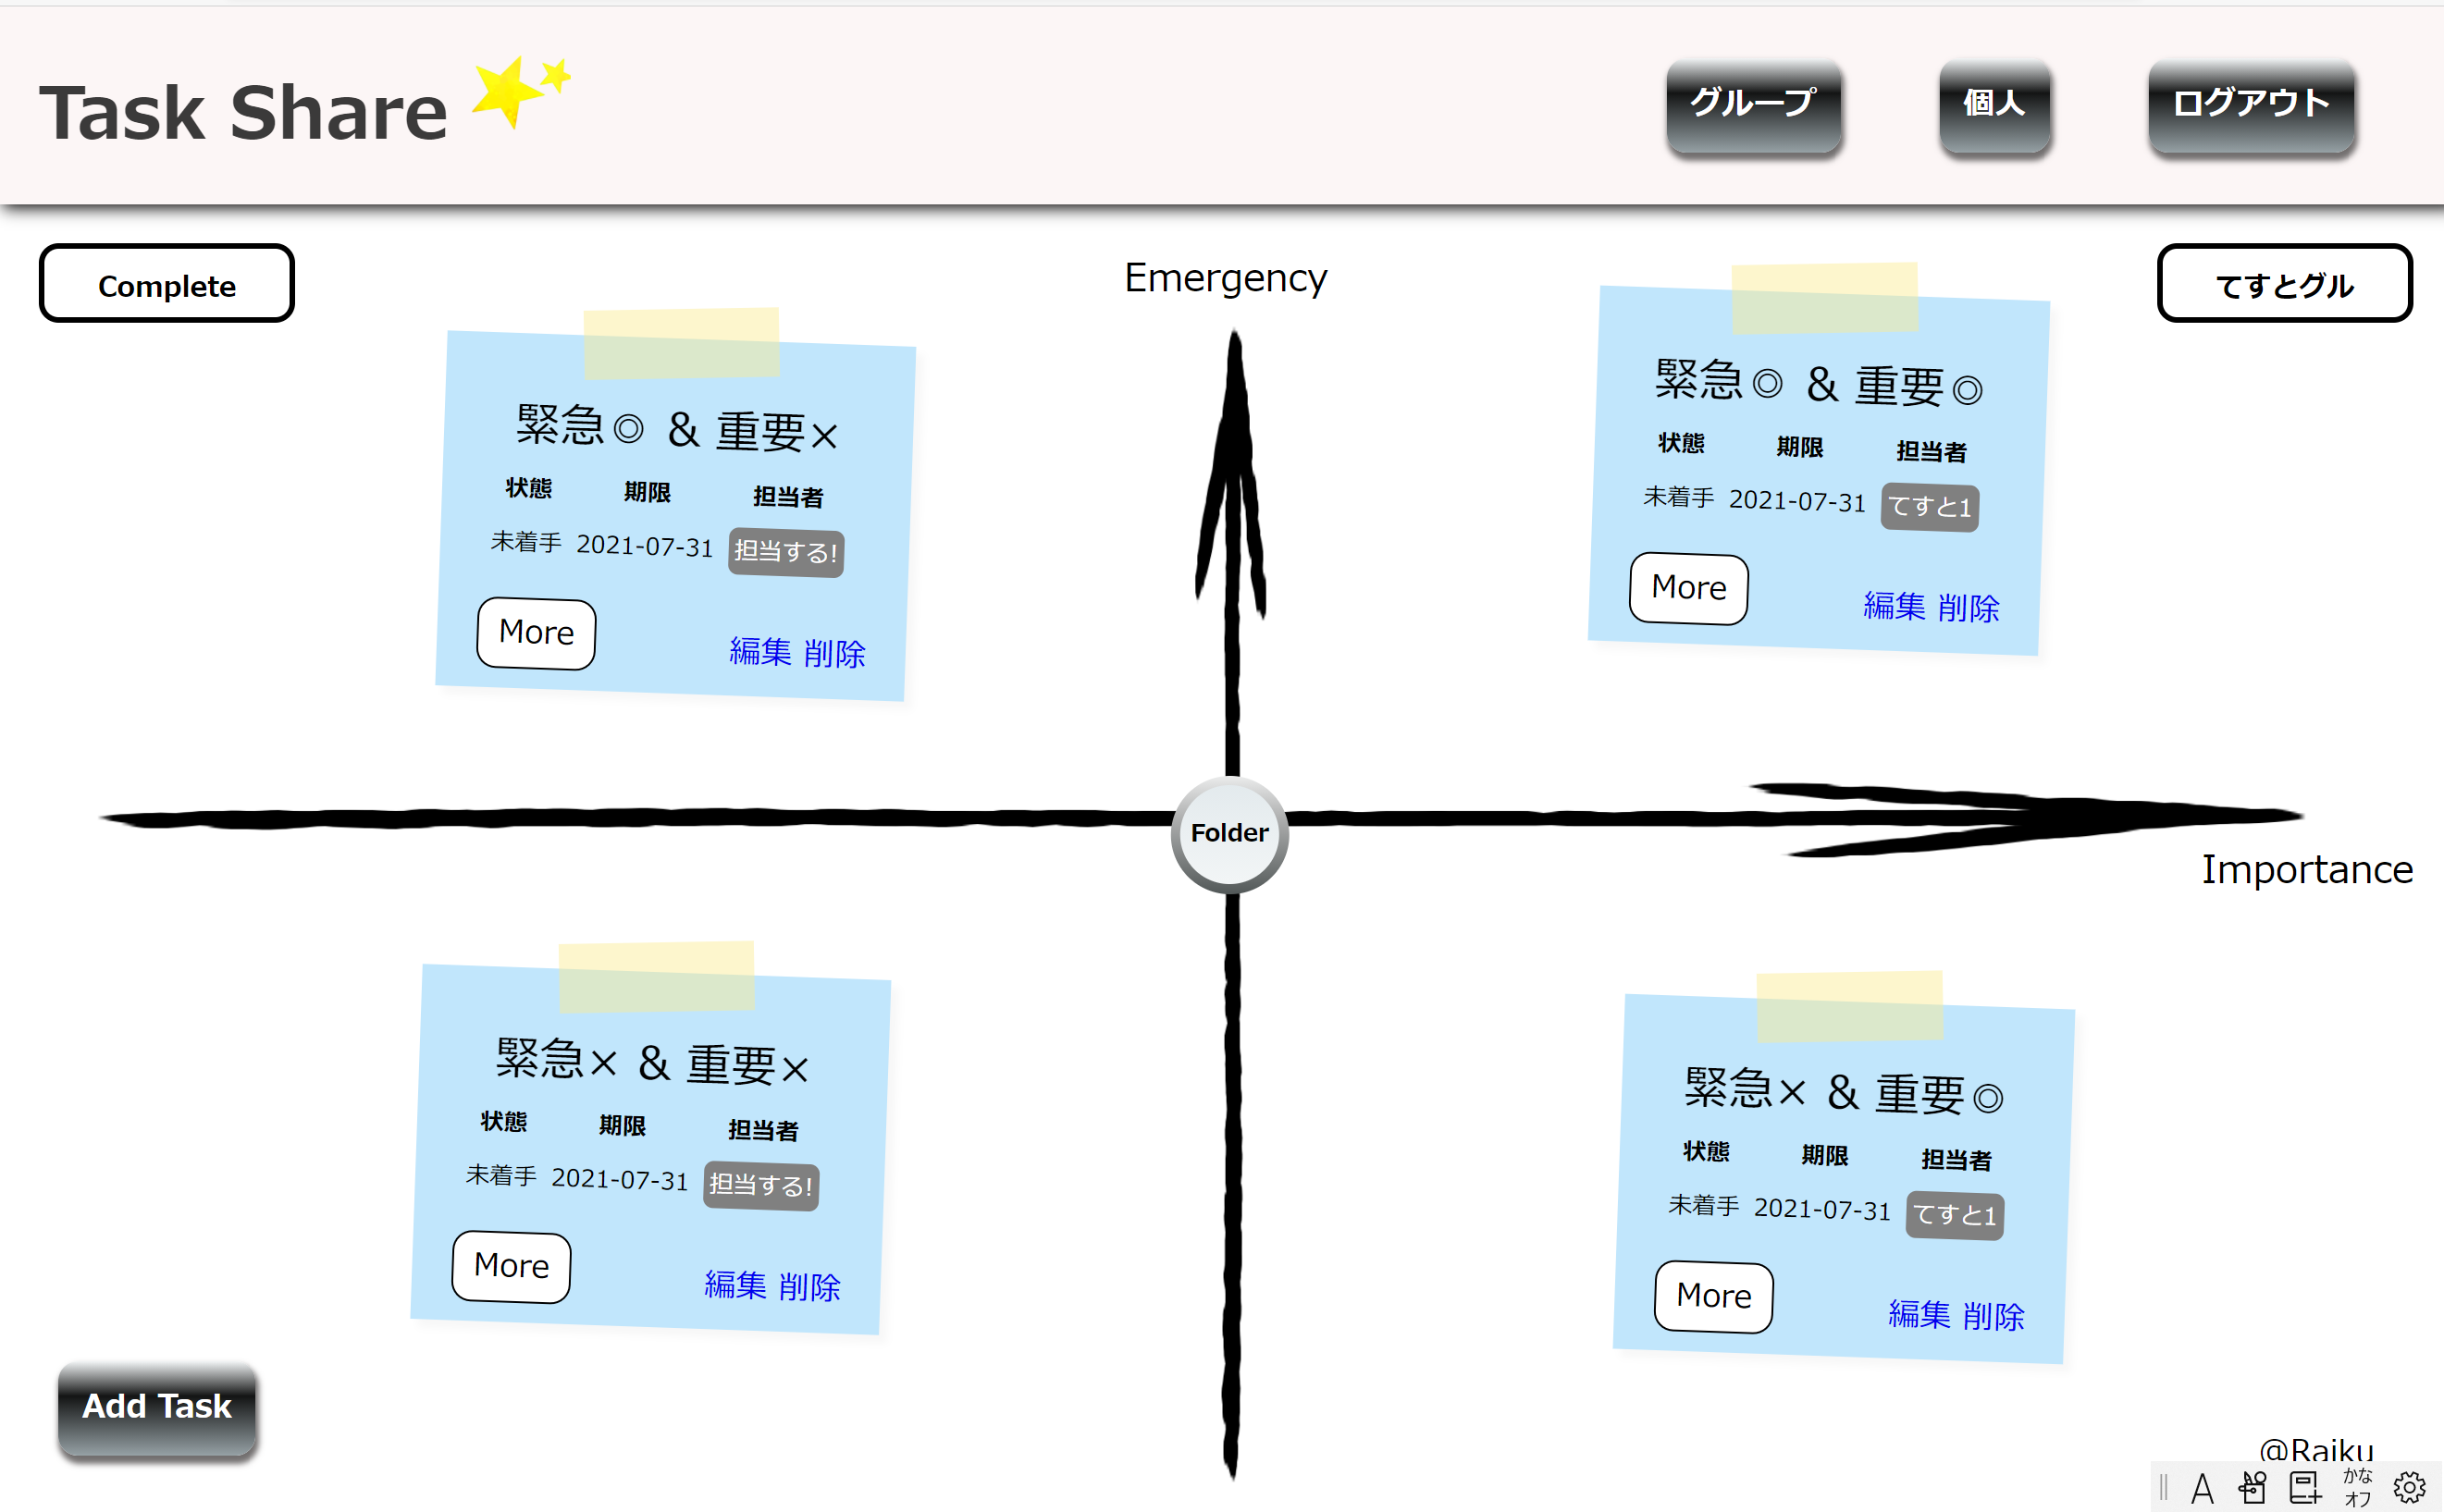 Task Share
グループ
個人
ログアウト
Complete
Emergency
てすとグル
緊急◎ & 重要×
状態 期限 担当者
未着手 2021-07-31 担当する!
More
編集 削除
緊急◎ & 重要◎
状態 期限 担当者
未着手 2021-07-31 てすと1
More
編集 削除
Folder
Importance
緊急× & 重要×
状態 期限 担当者
未着手 2021-07-31 担当する!
More
編集 削除
緊急× & 重要◎
状態 期限 担当者
未着手 2021-07-31 てすと1
More
編集 削除
Add Task
@Raiku
A
かな
オフ